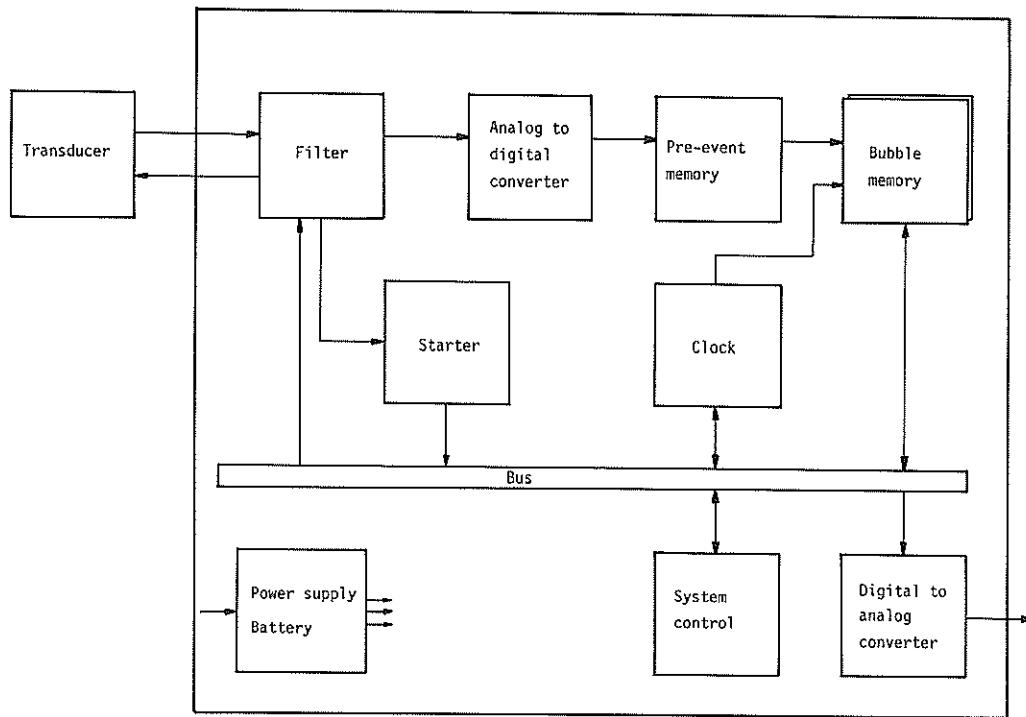 Transducer
Filter
Analog to
digital
converter
Pre-event
memory
Bubble
memory
Starter
Clock
Bus
Power supply
Battery
System
control
Digital to
analog
converter